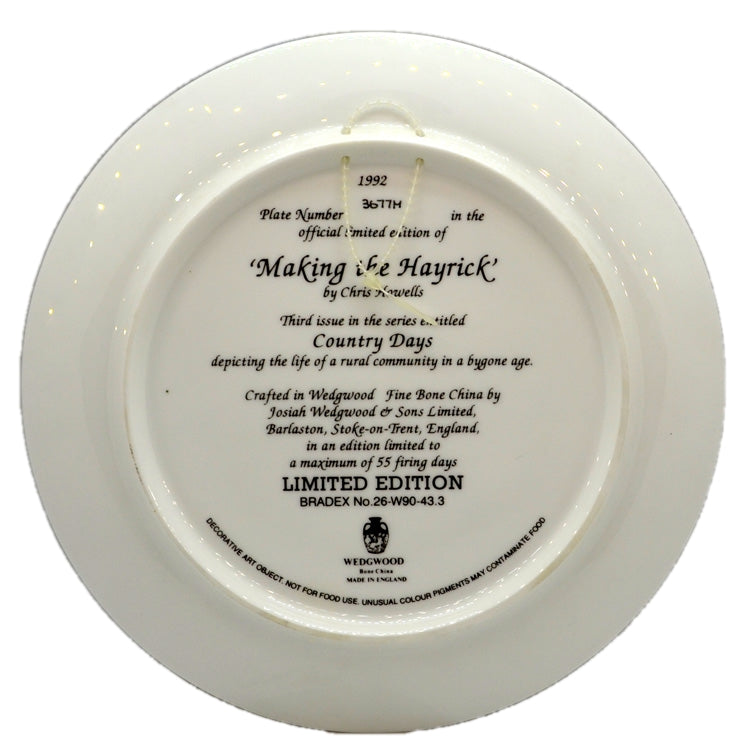 1992
Plate Number 3677H in the
official limited edition of
‘Making the Hayrick’
by Chris Howells
Third issue in the series entitled
Country Days
depicting the life of a rural community in a bygone age.
Crafted in Wedgwood Fine Bone China by
Josiah Wedgwood & Sons Limited,
Barlaston, Stoke-on-Trent, England,
in an edition limited to
a maximum of 55 firing days
LIMITED EDITION
BRADEX No.26-W90-43.3
WEDGWOOD
Bone China
MADE IN ENGLAND
DECORATIVE ART OBJECT. NOT FOR FOOD USE. UNUSUAL COLOUR PIGMENTS MAY CONTAMINATE FOOD